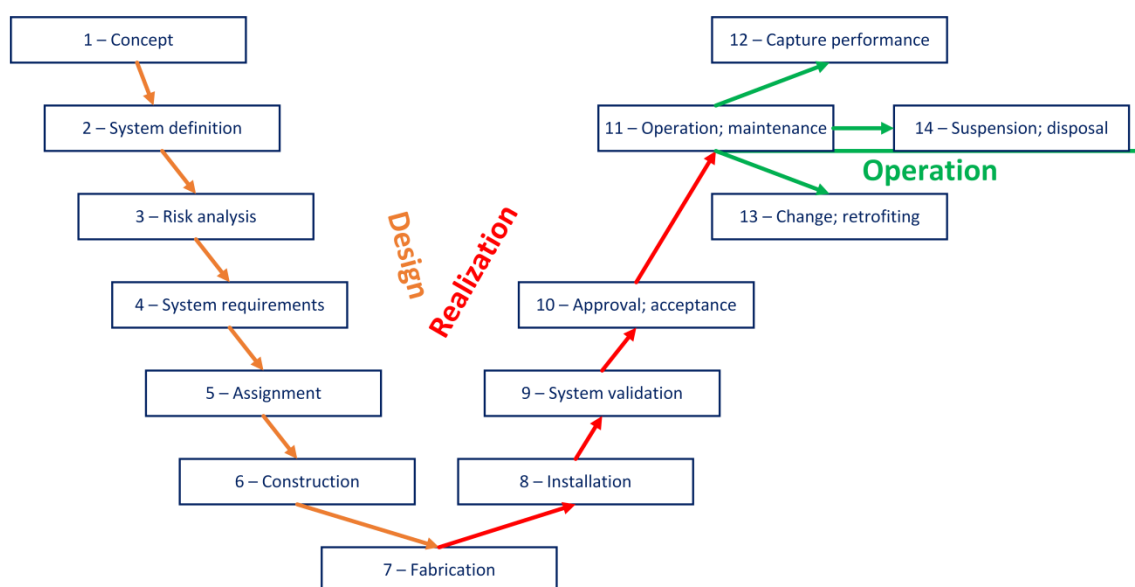 1 – Concept
2 – System definition
3 – Risk analysis
4 – System requirements
5 – Assignment
6 – Construction
7 – Fabrication
Design
Realization
8 – Installation
9 – System validation
10 – Approval; acceptance
11 – Operation; maintenance
12 – Capture performance
14 – Suspension; disposal
Operation
13 – Change; retrofiting